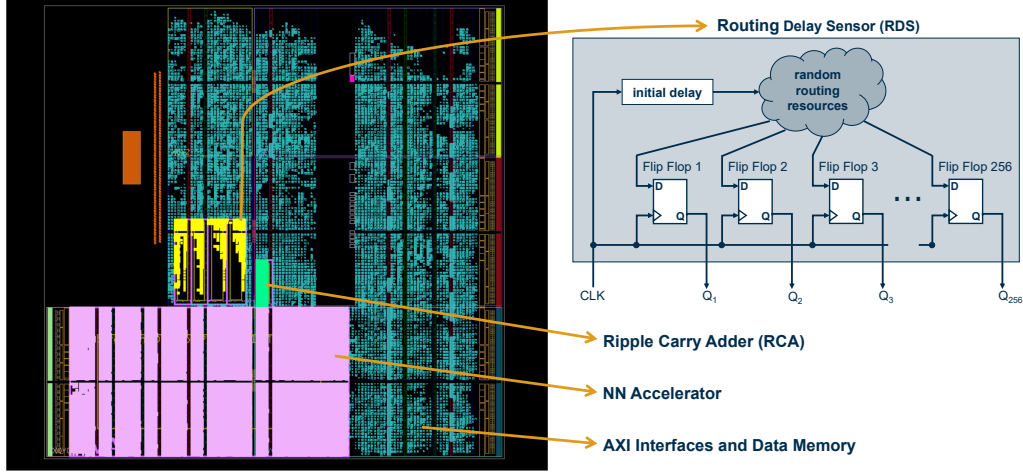 Routing Delay Sensor (RDS)
random
routing
resources
initial delay
Flip Flop 1
Flip Flop 2
Flip Flop 3
Flip Flop 256
D
Q
D
Q
D
Q
...
D
Q
CLK
Q1
Q2
Q3
Q256
Ripple Carry Adder (RCA)
NN Accelerator
AXI Interfaces and Data Memory